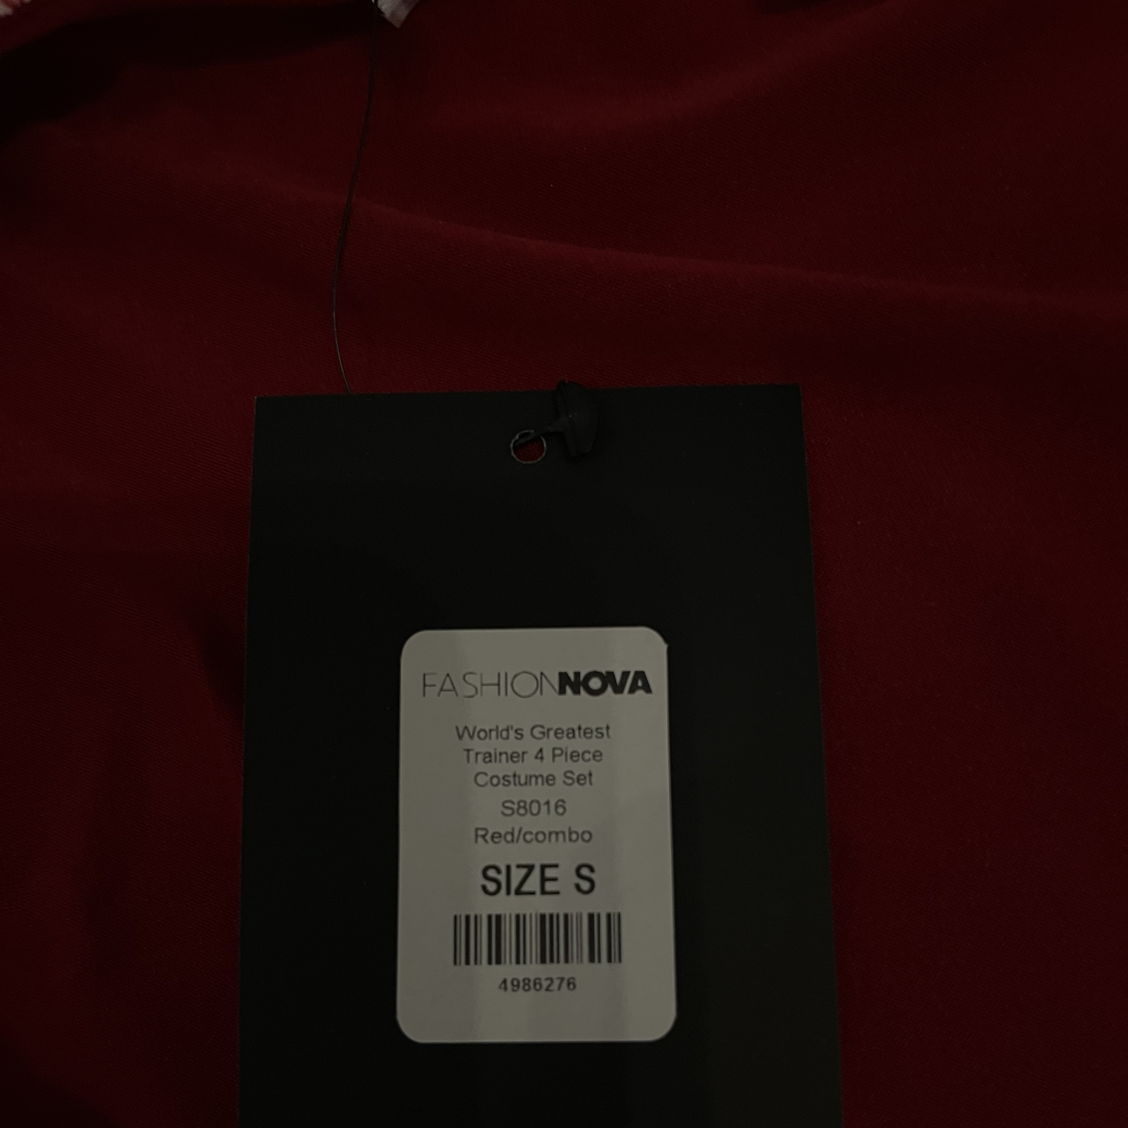 FASHIONNOVA
World's Greatest
Trainer 4 Piece
Costume Set
S8016
Red/combo
SIZE S
4986276